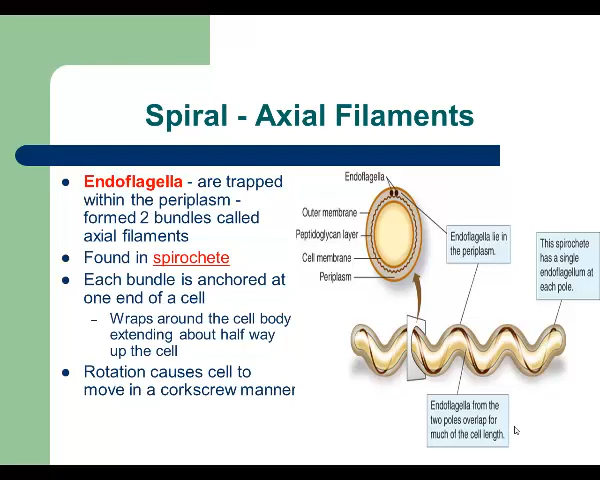 Spiral - Axial Filaments
Endoflagella - are trapped
within the periplasm -
formed 2 bundles called
axial filaments
Found in spirochete
Each bundle is anchored at
one end of a cell
– Wraps around the cell body
extending about half way
up the cell
Rotation causes cell to
move in a corkscrew manner
Endoflagella
Outer membrane
Peptidoglycan layer
Cell membrane
Periplasm
Endoflagella lie in
the periplasm.
This spirochete
has a single
endoflagellum at
each pole.
Endoflagella from the
two poles overlap for
much of the cell length.